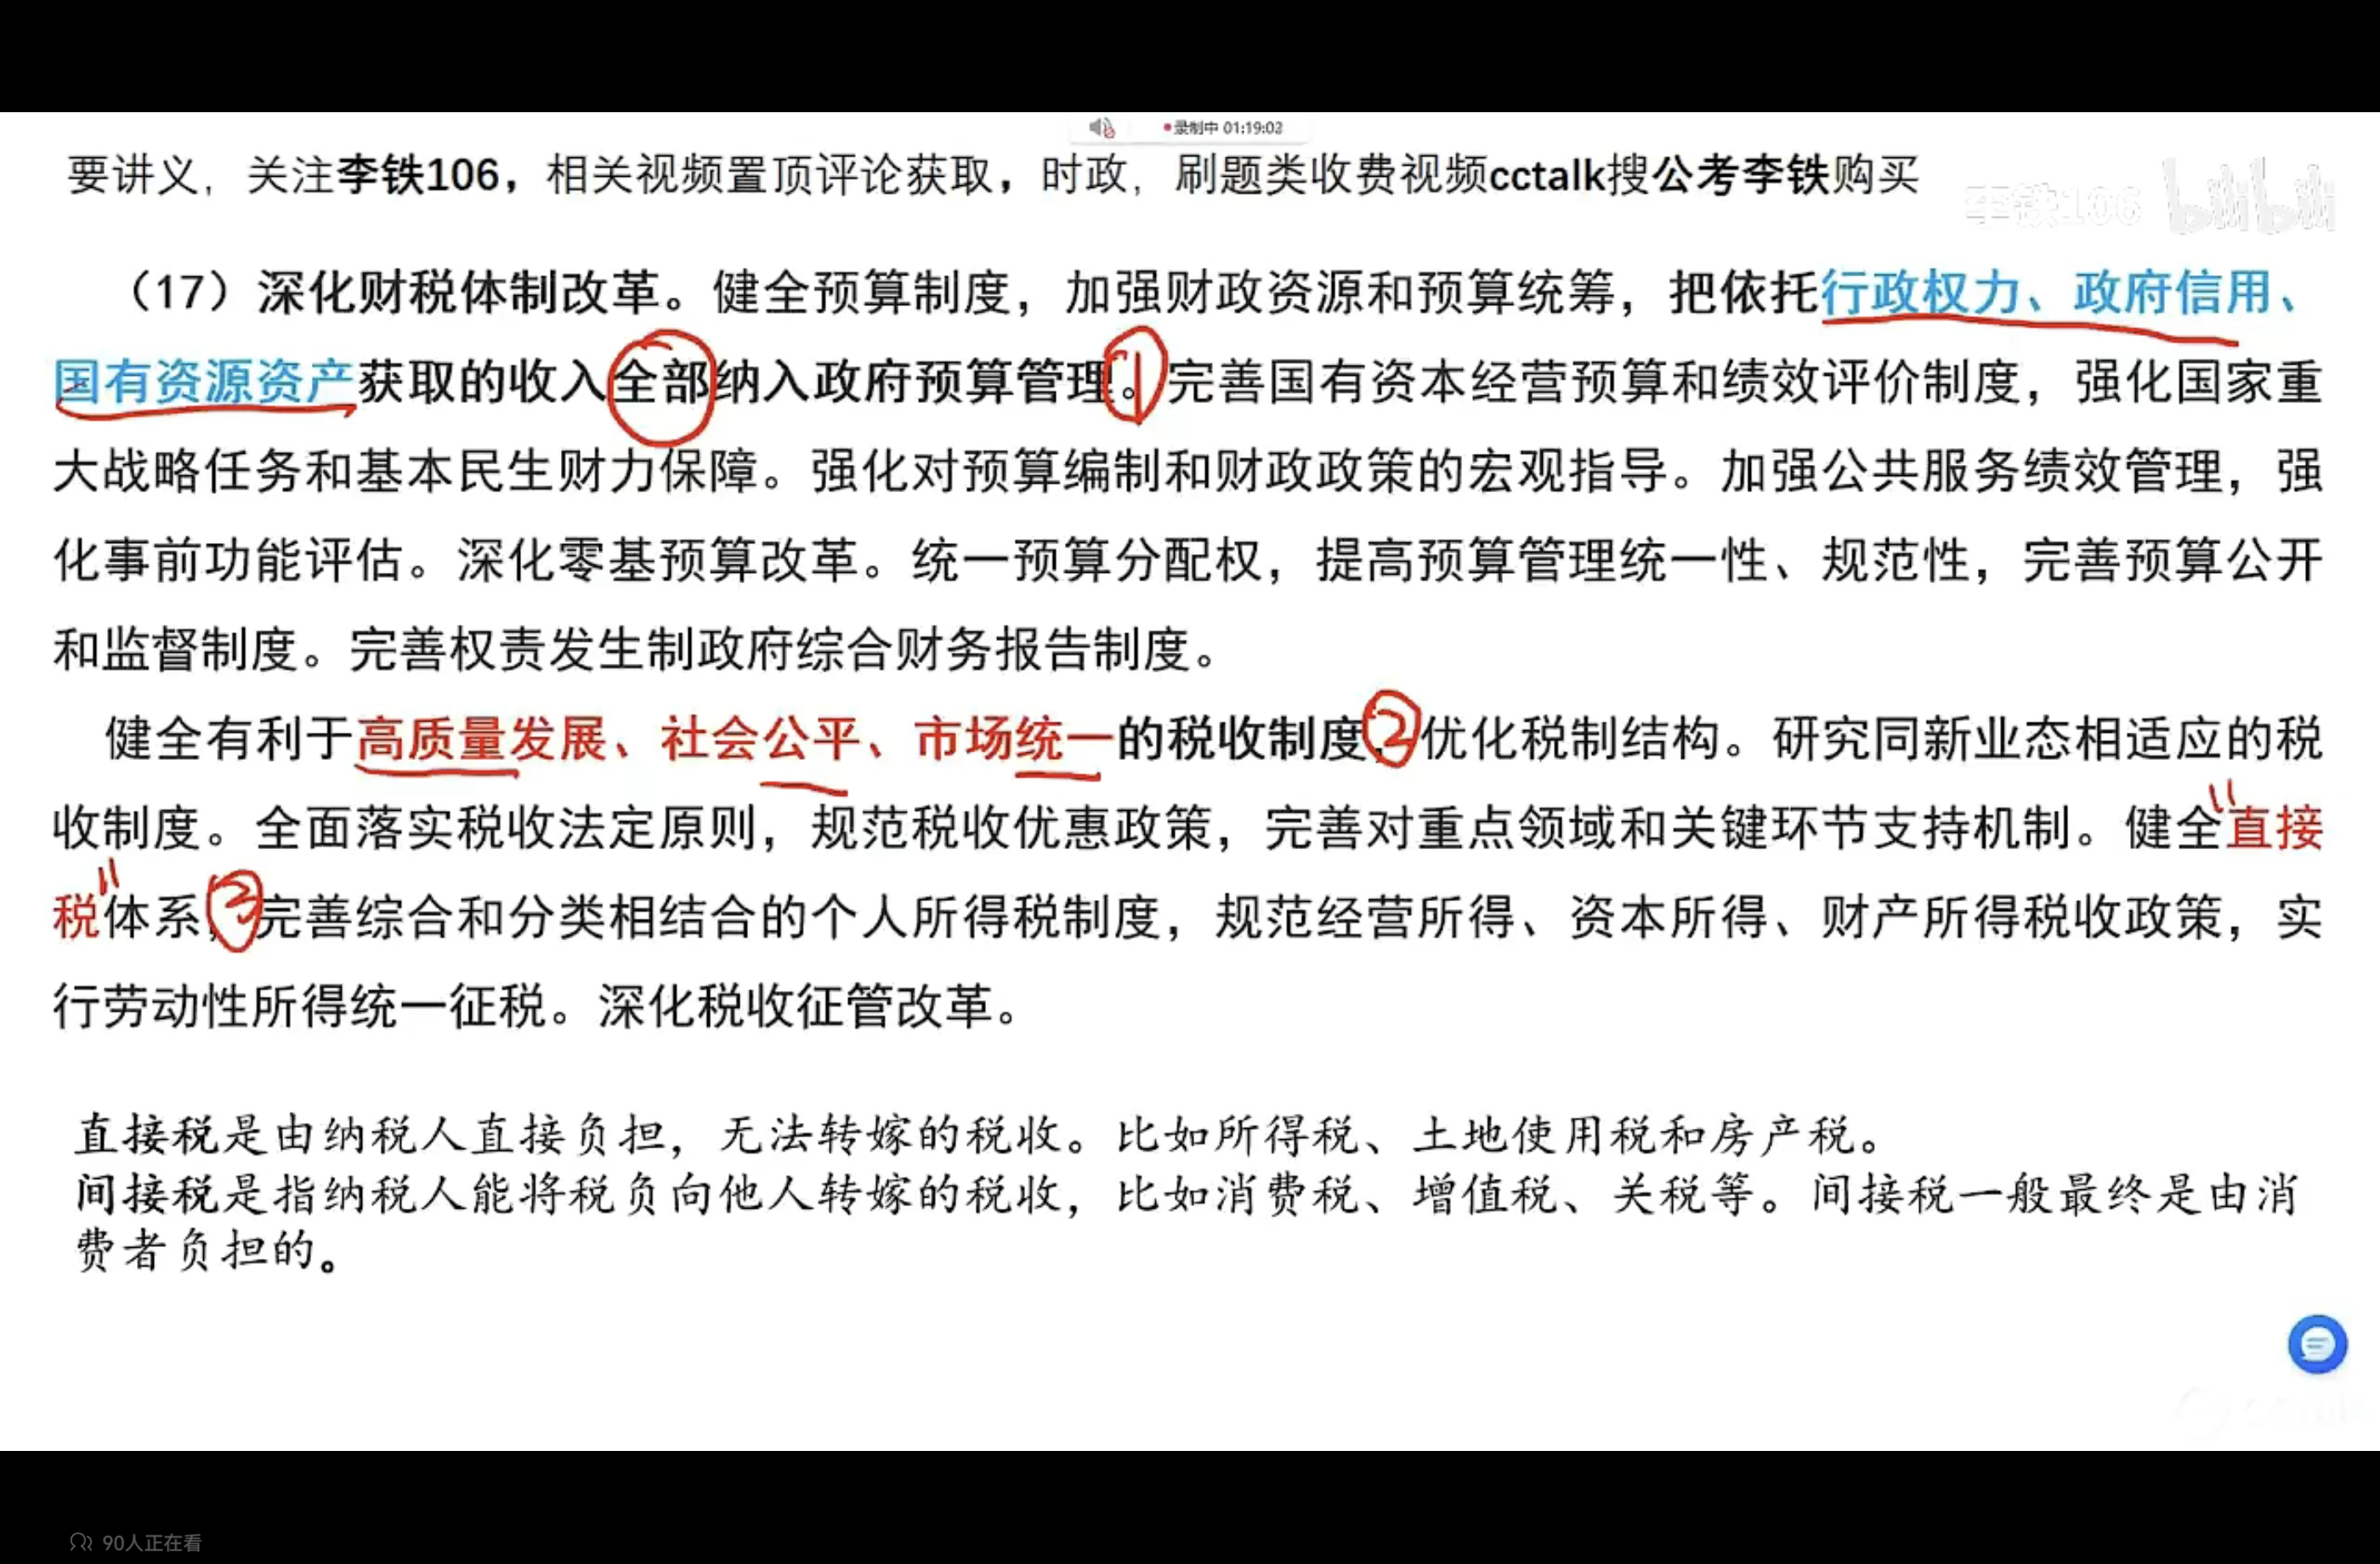 录制中 01:19:02
要讲义，关注李铁106，相关视频置顶评论获取，时政，刷题类收费视频cctalk搜公考李铁购买
李铁106 bilibili
（17）深化财税体制改革。健全预算制度，加强财政资源和预算统筹，把依托行政权力、政府信用、
国有资源资产获取的收入全部纳入政府预算管理。完善国有资本经营预算和绩效评价制度，强化国家重
①
大战略任务和基本民生财力保障。强化对预算编制和财政政策的宏观指导。加强公共服务绩效管理，强
化事前功能评估。深化零基预算改革。统一预算分配权，提高预算管理统一性、规范性，完善预算公开
和监督制度。完善权责发生制政府综合财务报告制度。
健全有利于高质量发展、社会公平、市场统一的税收制度，②优化税制结构。研究同新业态相适应的税
收制度。全面落实税收法定原则，规范税收优惠政策，完善对重点领域和关键环节支持机制。健全"直接
税"体系，③完善综合和分类相结合的个人所得税制度，规范经营所得、资本所得、财产所得税收政策，实
行劳动性所得统一征税。深化税收征管改革。
直接税是由纳税人直接负担，无法转嫁的税收。比如所得税、土地使用税和房产税。
间接税是指纳税人能将税负向他人转嫁的税收，比如消费税、增值税、关税等。间接税一般最终是由消
费者负担的。
90人正在看